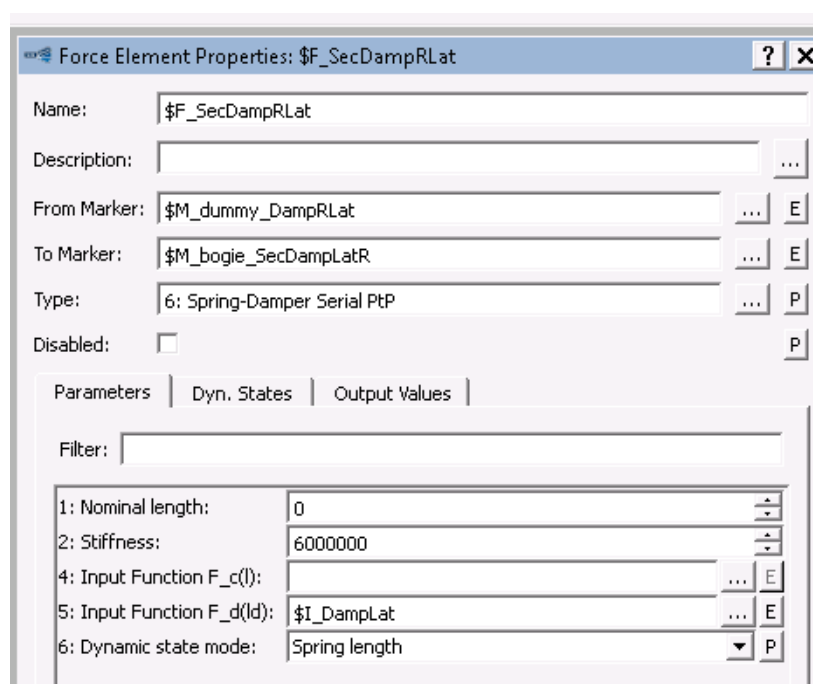 Force Element Properties: $F_SecDampRLat ? X
Name: $F_SecDampRLat
Description: ...
From Marker: $M_dummy_DampRLat ... E
To Marker: $M_bogie_SecDampLatR ... E
Type: 6: Spring-Damper Serial PtP ... P
Disabled: P
Parameters Dyn. States Output Values
Filter:
1: Nominal length: 0
2: Stiffness: 6000000
4: Input Function F_c(l): ... E
5: Input Function F_d(ld): $I_DampLat ... E
6: Dynamic state mode: Spring length P